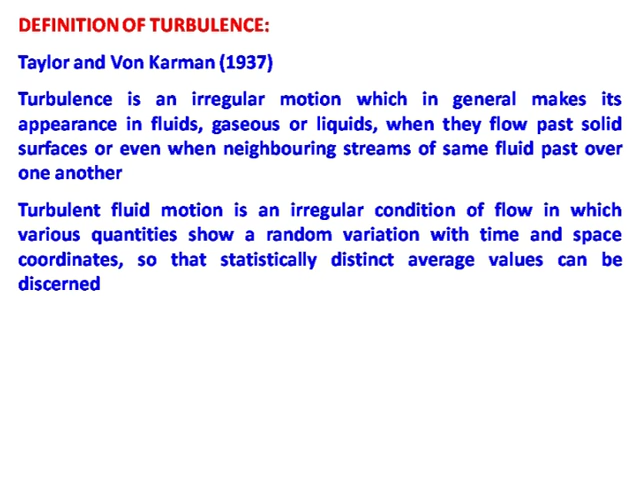 DEFINITION OF TURBULENCE:
Taylor and Von Karman (1937)
Turbulence is an irregular motion which in general makes its
appearance in fluids, gaseous or liquids, when they flow past solid
surfaces or even when neighbouring streams of same fluid past over
one another
Turbulent fluid motion is an irregular condition of flow in which
various quantities show a random variation with time and space
coordinates, so that statistically distinct average values can be
discerned